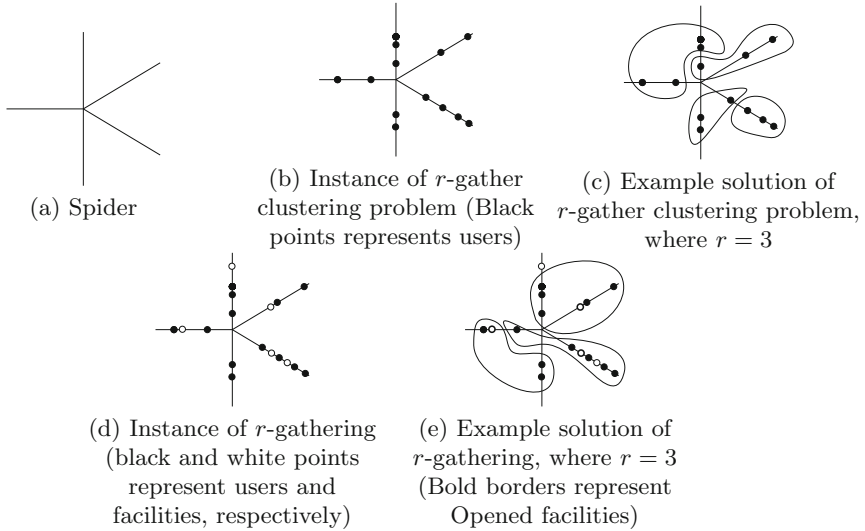 (a) Spider
(b) Instance of r-gather
clustering problem (Black
points represents users)
(c) Example solution of
r-gather clustering problem,
where r = 3
(d) Instance of r-gathering
(black and white points
represent users and
facilities, respectively)
(e) Example solution of
r-gathering, where r = 3
(Bold borders represent
Opened facilities)